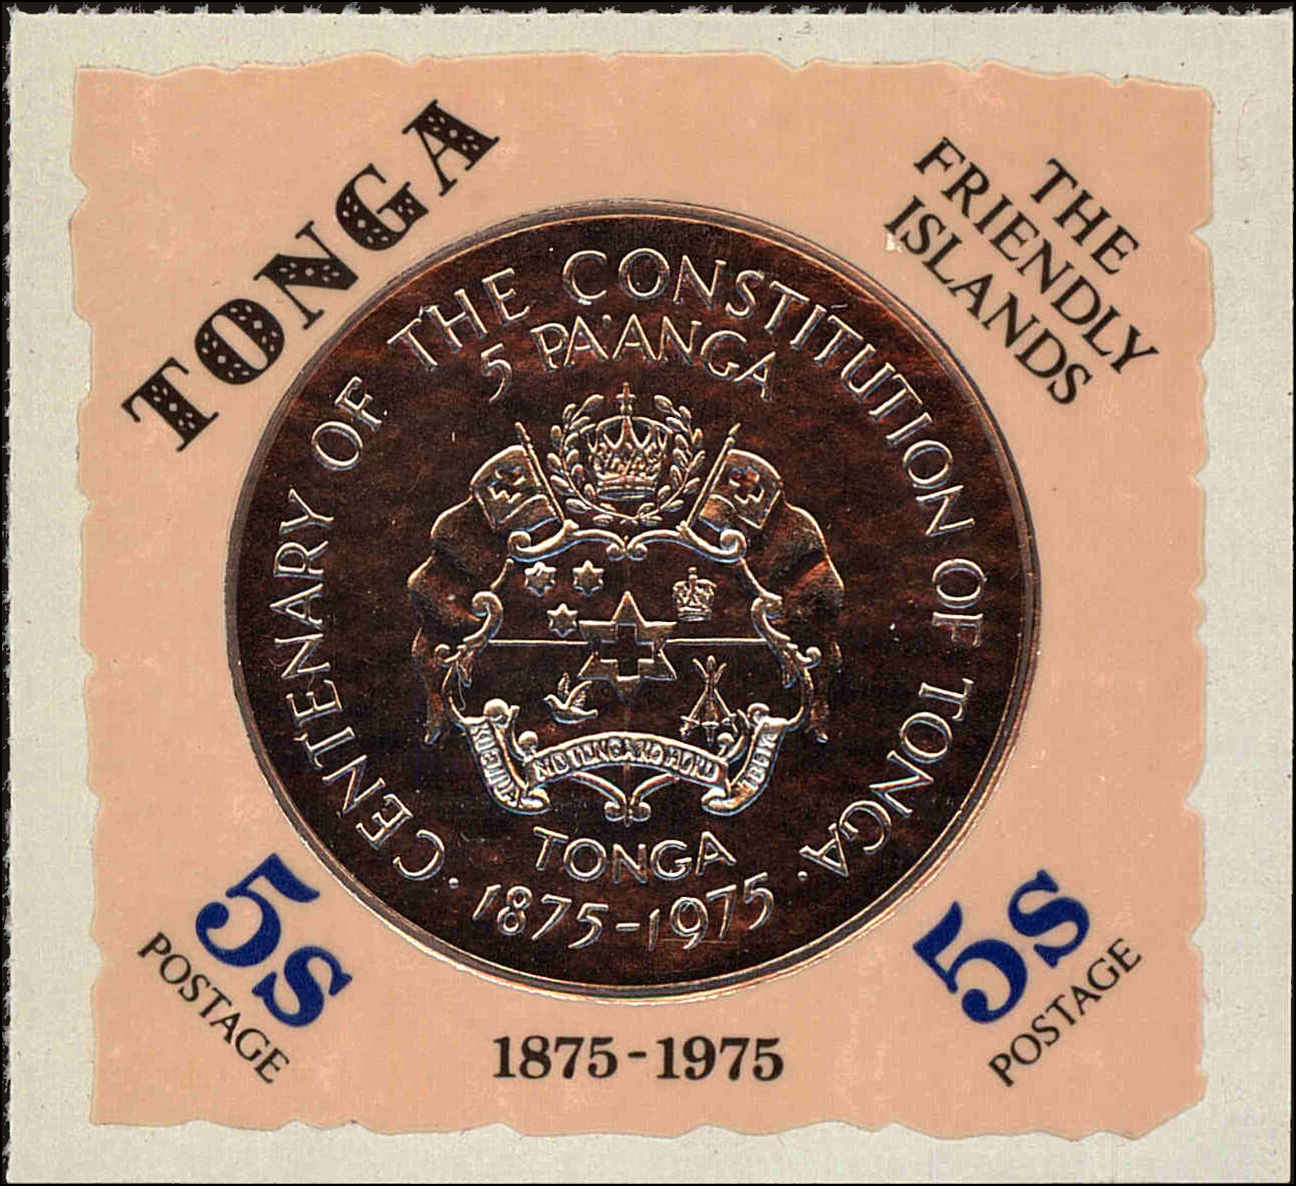 TONGA
THE
FRIENDLY
ISLANDS
CENTENARY OF THE CONSTITUTION OF TONGA
5 PA'ANGA
TONGA
· 1875-1975 ·
5s
POSTAGE
5s
POSTAGE
1875-1975